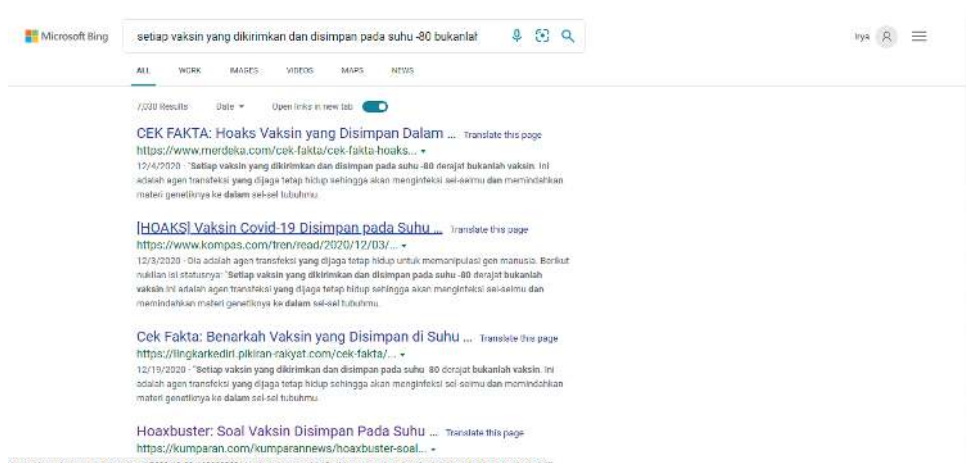 Microsoft Bing
setiap vaksin yang dikirimkan dan disimpan pada suhu -80 bukanlah
Irya
ALL WORK IMAGES VIDEOS MAPS NEWS
7,030 Results Date Open links in new tab
CEK FAKTA: Hoaks Vaksin yang Disimpan Dalam ... Translate this page
https://www.merdeka.com/cek-fakta/cek-fakta-hoaks...
12/4/2020 · "Setiap vaksin yang dikirimkan dan disimpan pada suhu -80 derajat bukanlah vaksin. Ini
adalah agen transfeksi yang dijaga tetap hidup sehingga akan menginfeksi sel-selmu dan memindahkan
materi genetiknya ke dalam sel-sel tubuhmu.
[HOAKS] Vaksin Covid-19 Disimpan pada Suhu ... Translate this page
https://www.kompas.com/tren/read/2020/12/03/...
12/3/2020 · Dia adalah agen transfeksi yang dijaga tetap hidup untuk memanipulasi gen manusia. Berikut
nukilan isi statusnya: "Setiap vaksin yang dikirimkan dan disimpan pada suhu -80 derajat bukanlah
vaksin ini adalah agen transfeksi yang dijaga tetap hidup sehingga akan menginfeksi sel-selmu dan
memindahkan materi genetiknya ke dalam sel-sel tubuhmu.
Cek Fakta: Benarkah Vaksin yang Disimpan di Suhu ... Translate this page
https://lingkarkediri.pikiran-rakyat.com/cek-fakta/...
12/19/2020 · "Setiap vaksin yang dikirimkan dan disimpan pada suhu 80 derajat bukanlah vaksin. Ini
adalah agen transfeksi yang dijaga tetap hidup sehingga akan menginfeksi sel-selmu dan memindahkan
materi genetiknya ke dalam sel-sel tubuhmu.
Hoaxbuster: Soal Vaksin Disimpan Pada Suhu ... Translate this page
https://kumparan.com/kumparannews/hoaxbuster-soal...